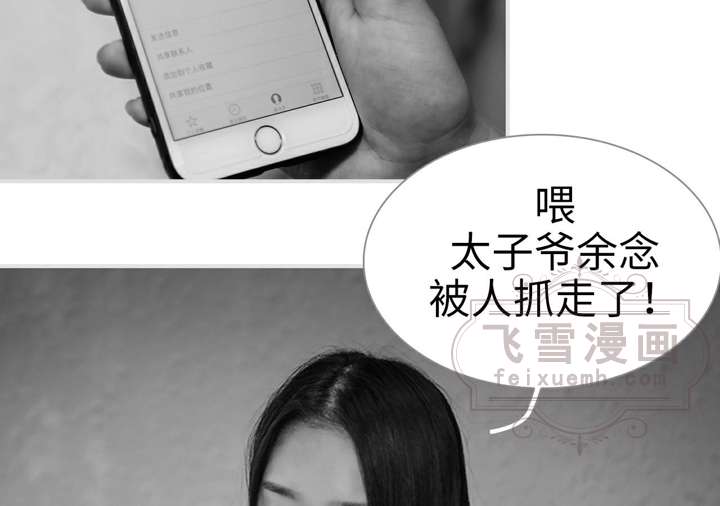 发送信息
共享联系人
添加到个人收藏
共享我的位置
喂
太子爷余念
被人抓走了！
飞雪漫画
feixuemh.com